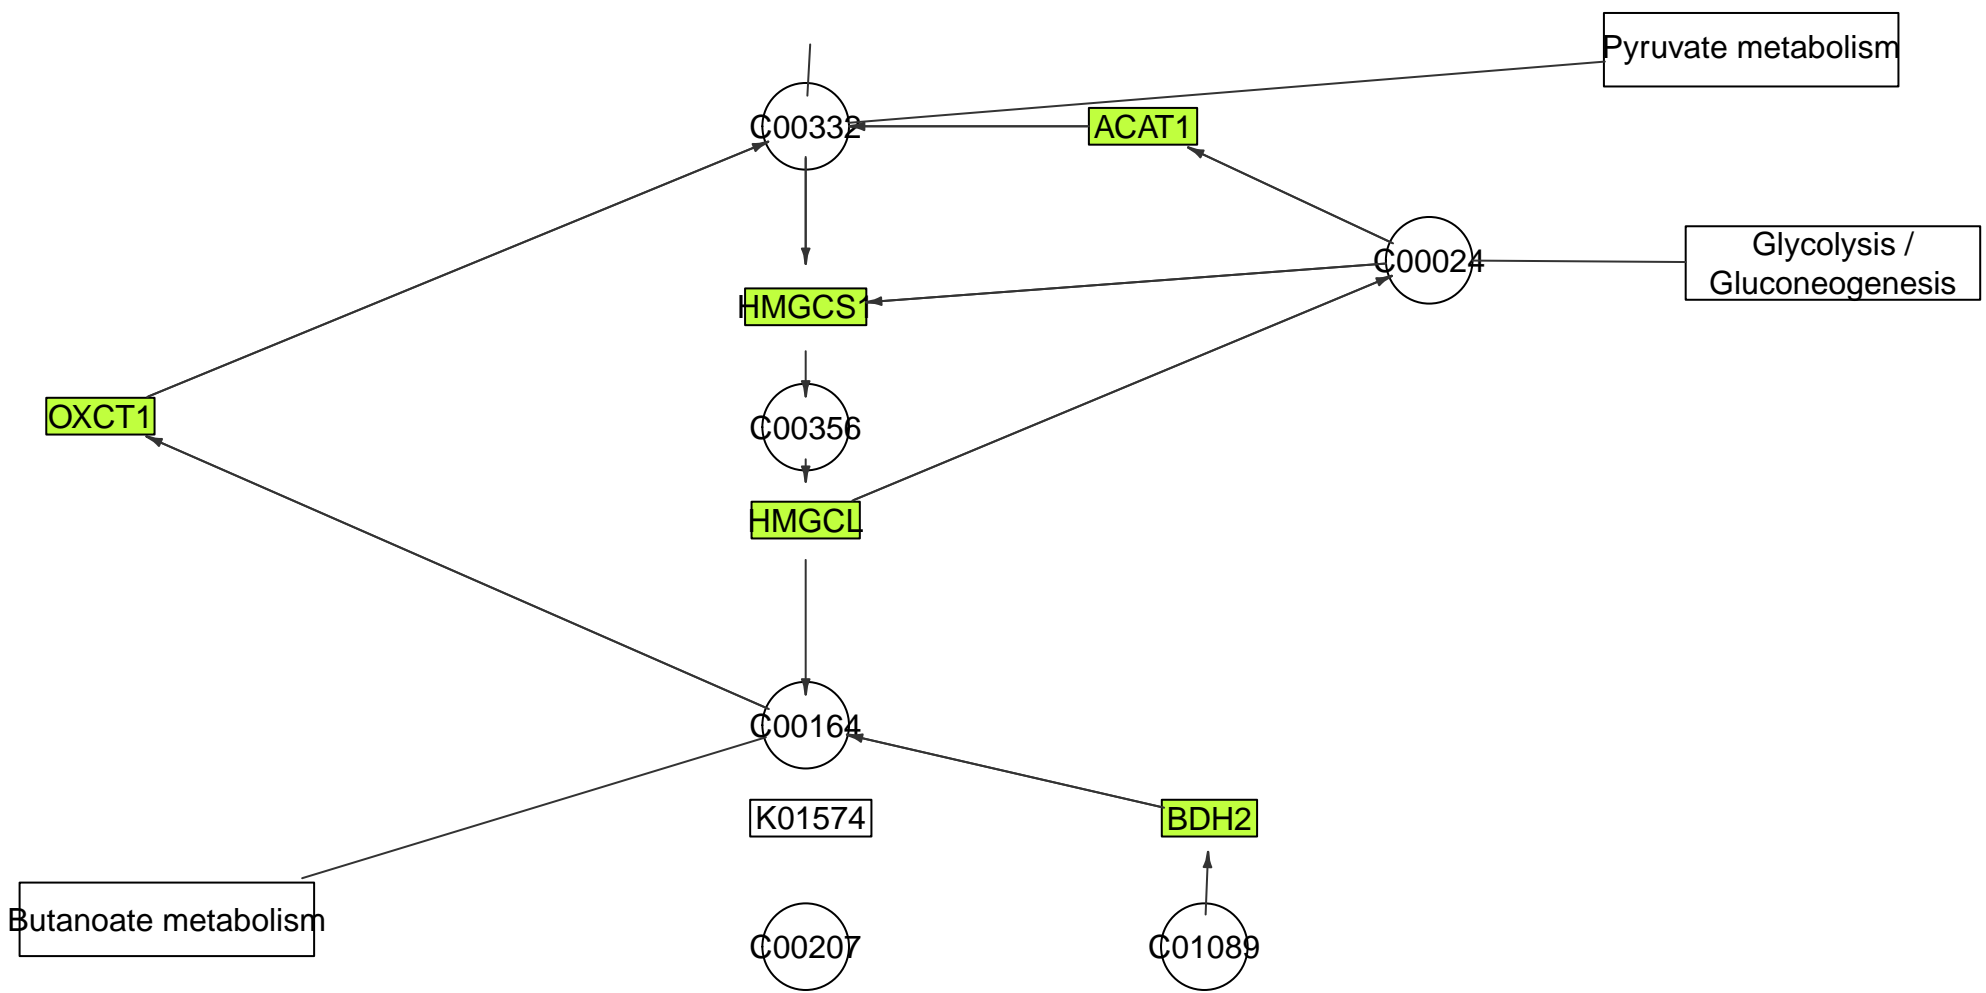 Pyruvate metabolism
C00332
ACAT1
Glycolysis /
Gluconeogenesis
C00024
HMGCS1
OXCT1
C00356
HMGCL
C00164
K01574
BDH2
Butanoate metabolism
C00207
C01089